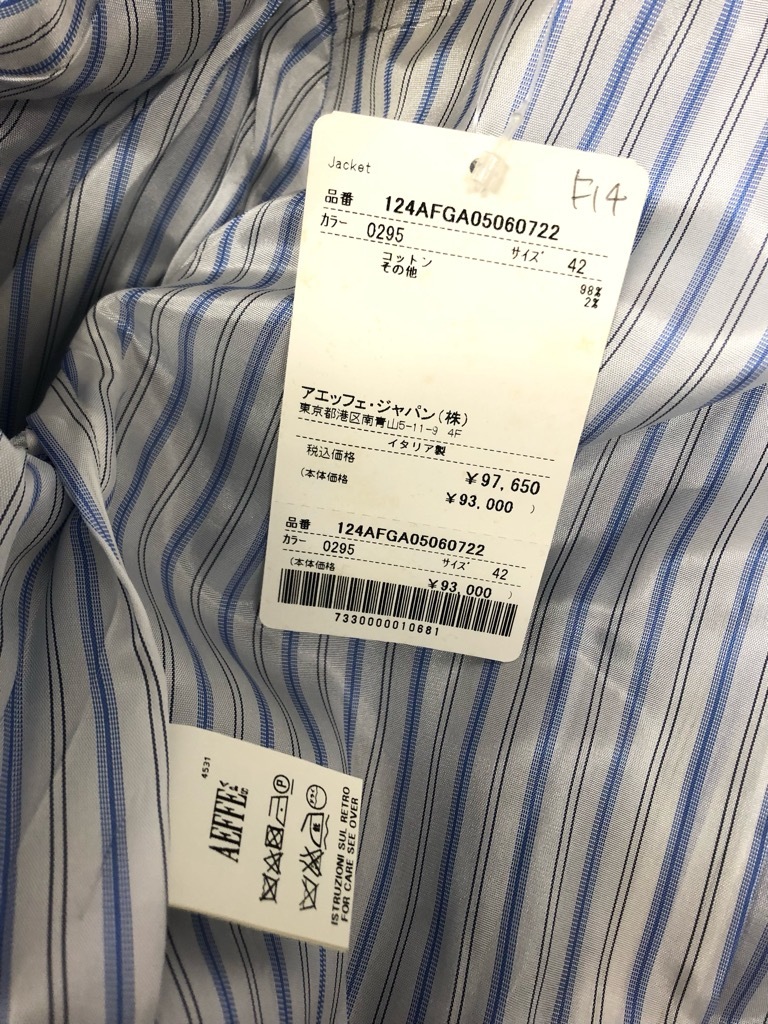 Jacket
E14
品番 124AFGA05060722
カラー 0295 サイズ 42
コットン 98%
その他 2%
アエッフェ・ジャパン(株)
東京都港区南青山5-11-9 4F
イタリア製
税込価格 ¥97,650
(本体価格 ¥93,000 )
品番 124AFGA05060722
カラー 0295 サイズ 42
(本体価格 ¥93,000 )
7330000010681
4531
AEFFE
P
ISTRUZIONI SUL RETRO
FOR CARE SEE OVER